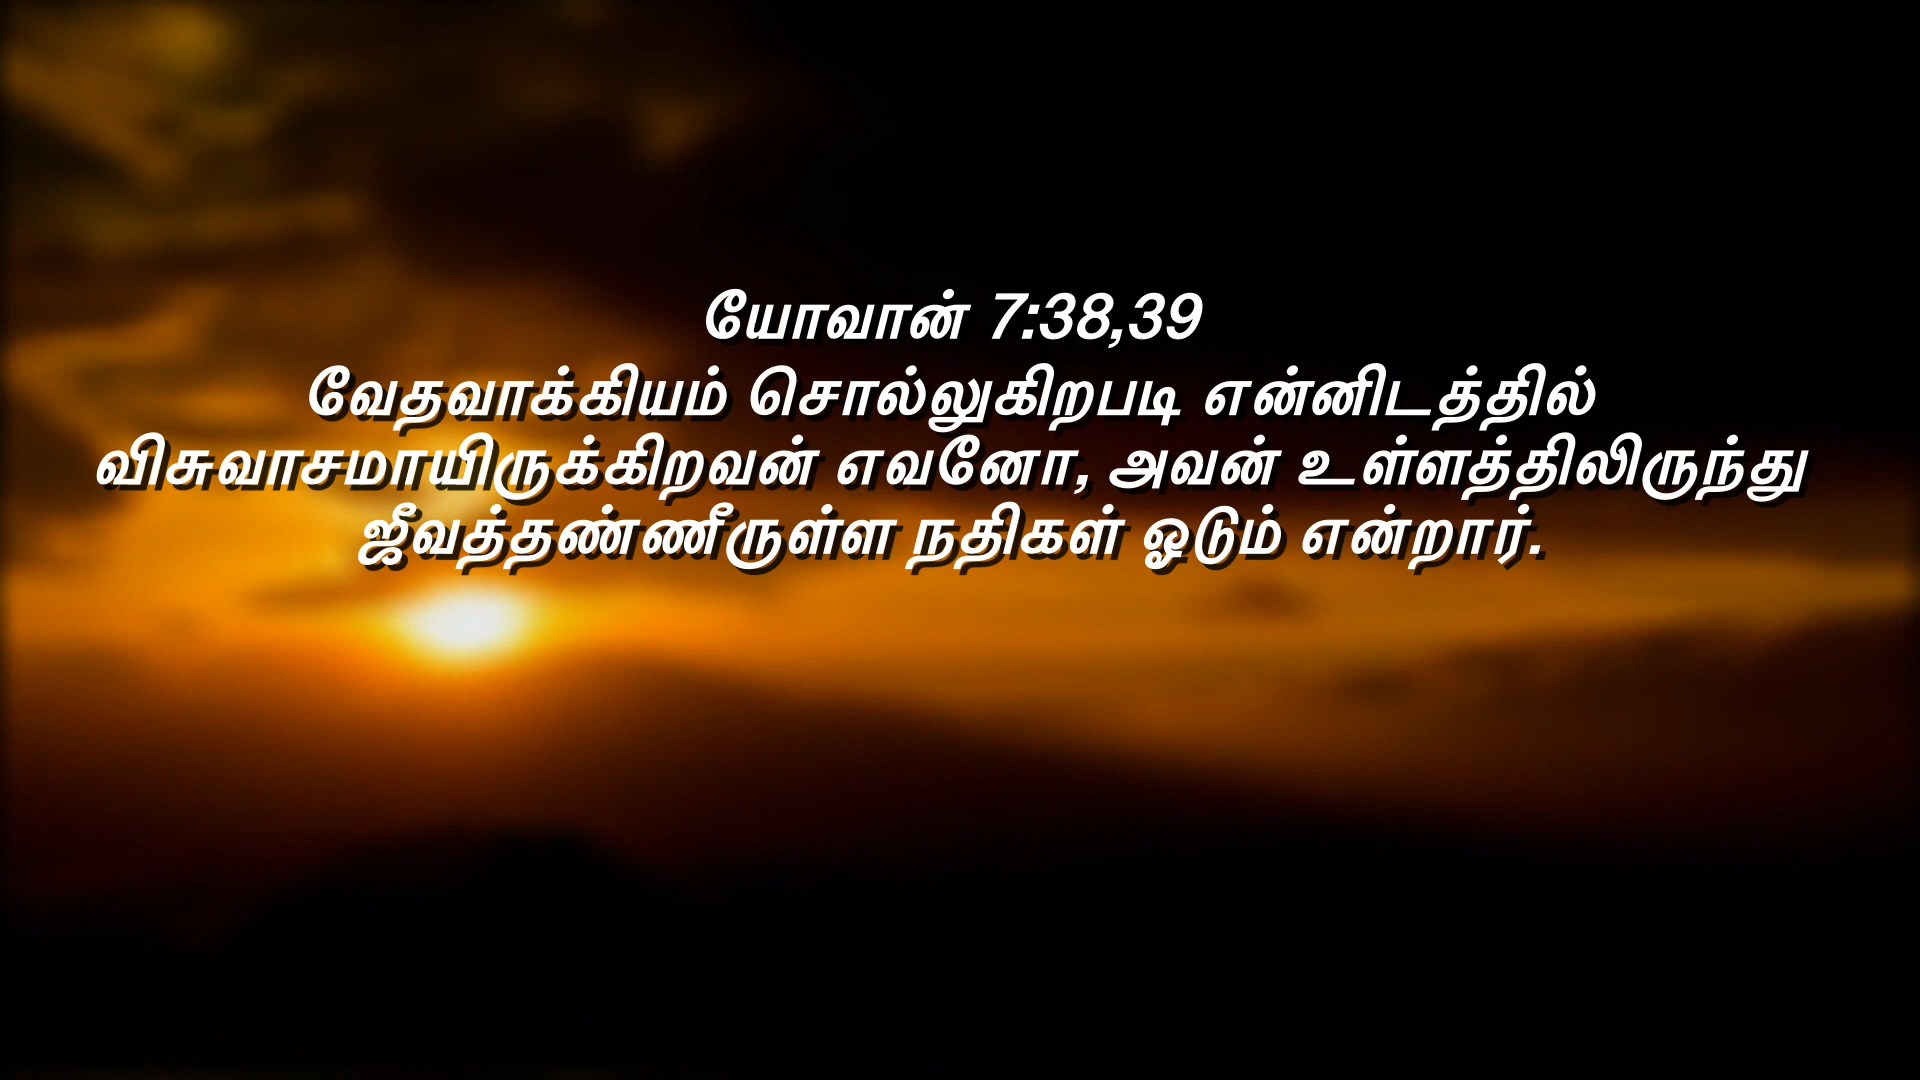 யோவான் 7:38,39
வேதவாக்கியம் சொல்லுகிறபடி என்னிடத்தில்
விசுவாசமாயிருக்கிறவன் எவனோ, அவன் உள்ளத்திலிருந்து
ஜீவத்தண்ணீருள்ள நதிகள் ஓடும் என்றார்.